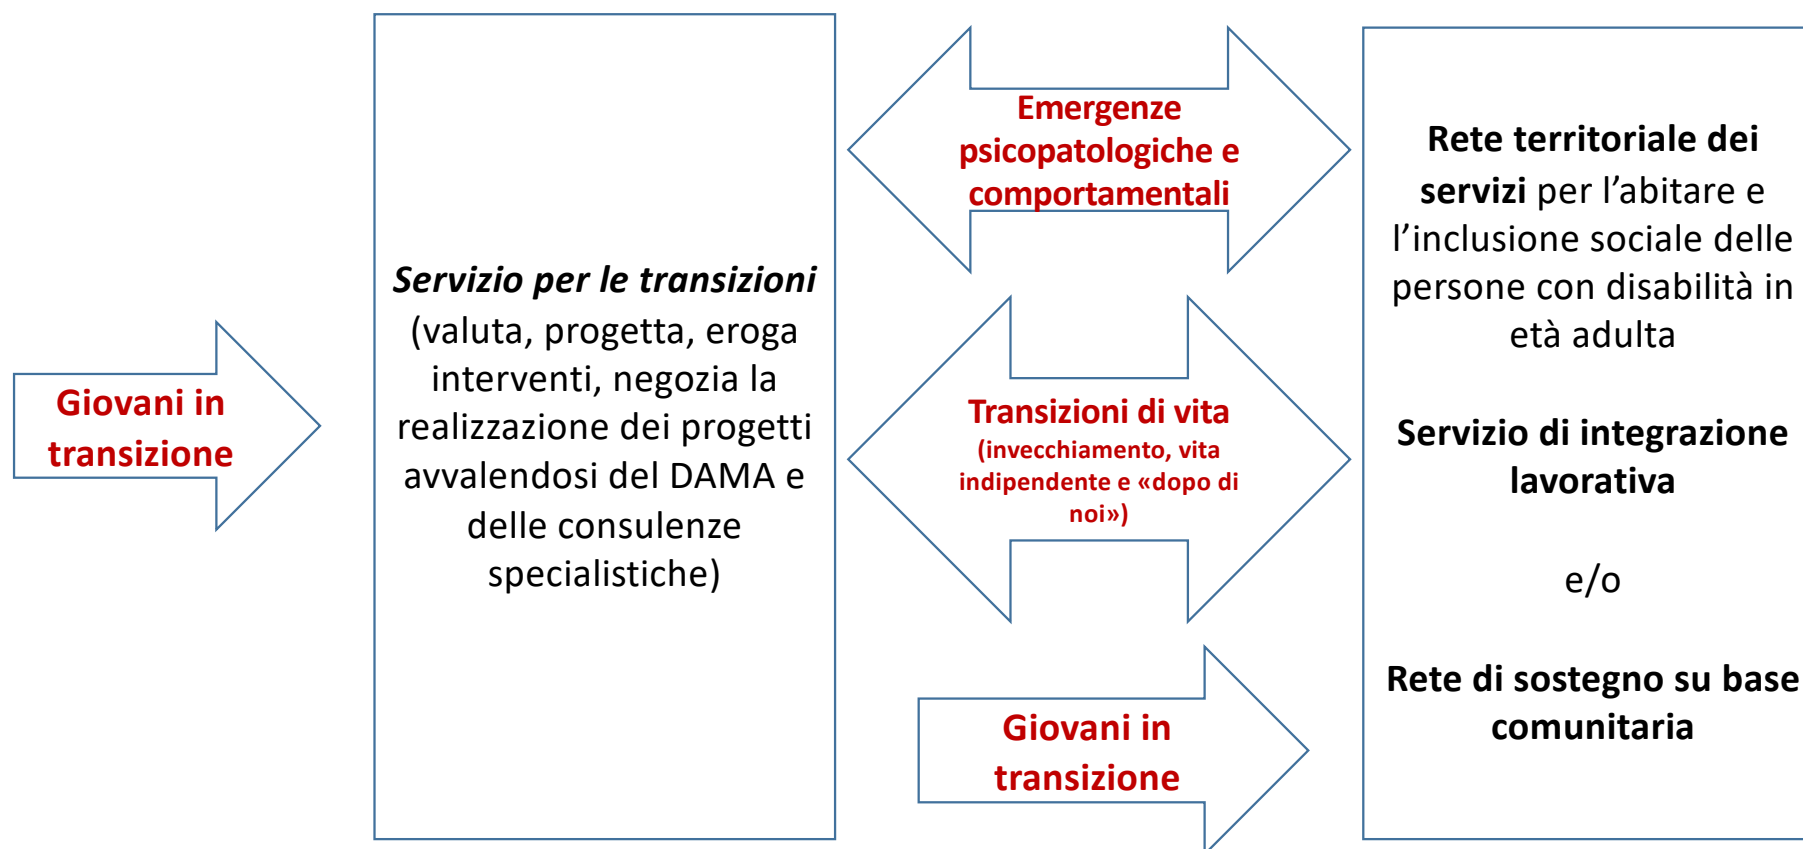 Giovani in
transizione
Servizio per le transizioni
(valuta, progetta, eroga
interventi, negozia la
realizzazione dei progetti
avvalendosi del DAMA e
delle consulenze
specialistiche)
Emergenze
psicopatologiche e
comportamentali
Transizioni di vita
(invecchiamento, vita
indipendente e «dopo di
noi»)
Giovani in
transizione
Rete territoriale dei
servizi per l’abitare e
l’inclusione sociale delle
persone con disabilità in
età adulta
Servizio di integrazione
lavorativa
e/o
Rete di sostegno su base
comunitaria